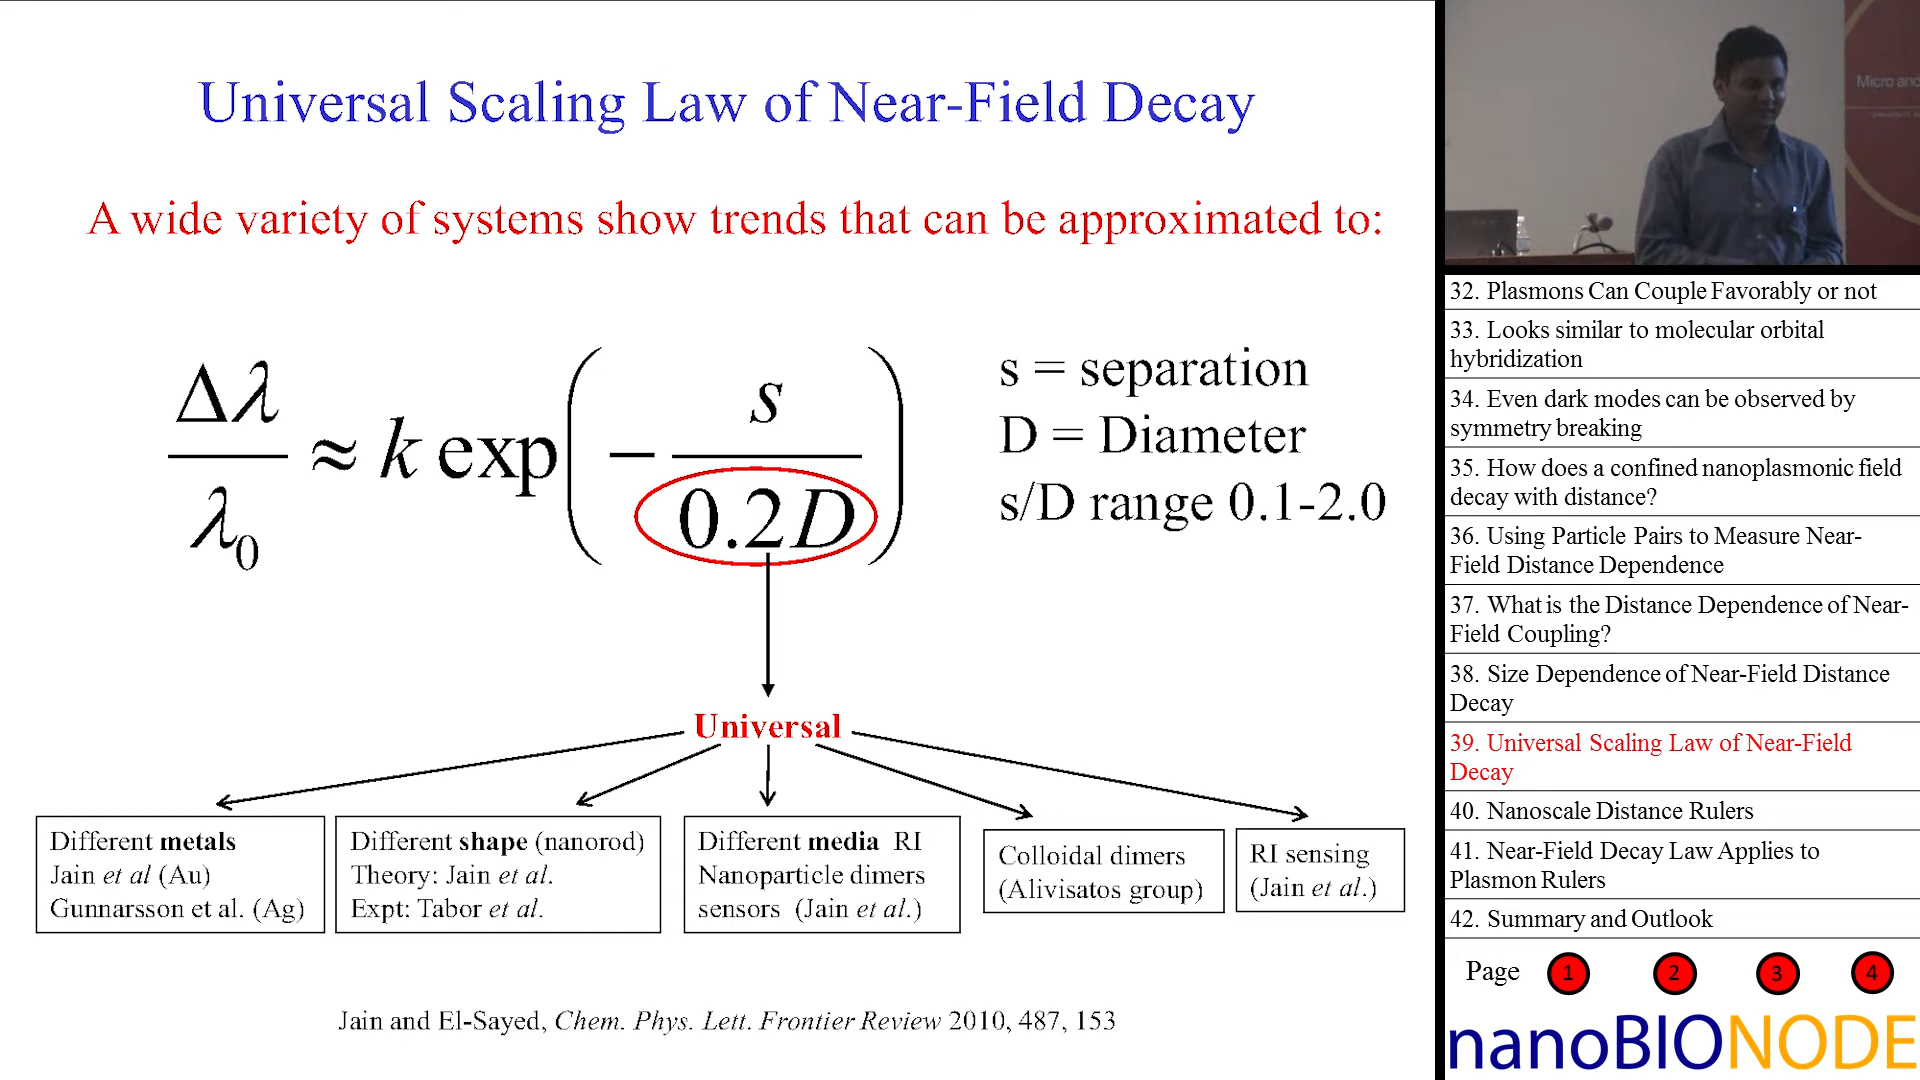 Universal Scaling Law of Near-Field Decay
A wide variety of systems show trends that can be approximated to:
Δλ/λ₀ ≈ k exp(− s/0.2D)
s = separation
D = Diameter
s/D range 0.1-2.0
Universal
Different metals
Jain et al (Au)
Gunnarsson et al. (Ag)
Different shape (nanorod)
Theory: Jain et al.
Expt: Tabor et al.
Different media RI
Nanoparticle dimers
sensors (Jain et al.)
Colloidal dimers
(Alivisatos group)
RI sensing
(Jain et al.)
Jain and El-Sayed, Chem. Phys. Lett. Frontier Review 2010, 487, 153
Micro and
32. Plasmons Can Couple Favorably or not
33. Looks similar to molecular orbital
hybridization
34. Even dark modes can be observed by
symmetry breaking
35. How does a confined nanoplasmonic field
decay with distance?
36. Using Particle Pairs to Measure Near-
Field Distance Dependence
37. What is the Distance Dependence of Near-
Field Coupling?
38. Size Dependence of Near-Field Distance
Decay
39. Universal Scaling Law of Near-Field
Decay
40. Nanoscale Distance Rulers
41. Near-Field Decay Law Applies to
Plasmon Rulers
42. Summary and Outlook
Page 1 2 3 4
nanoBIONODE